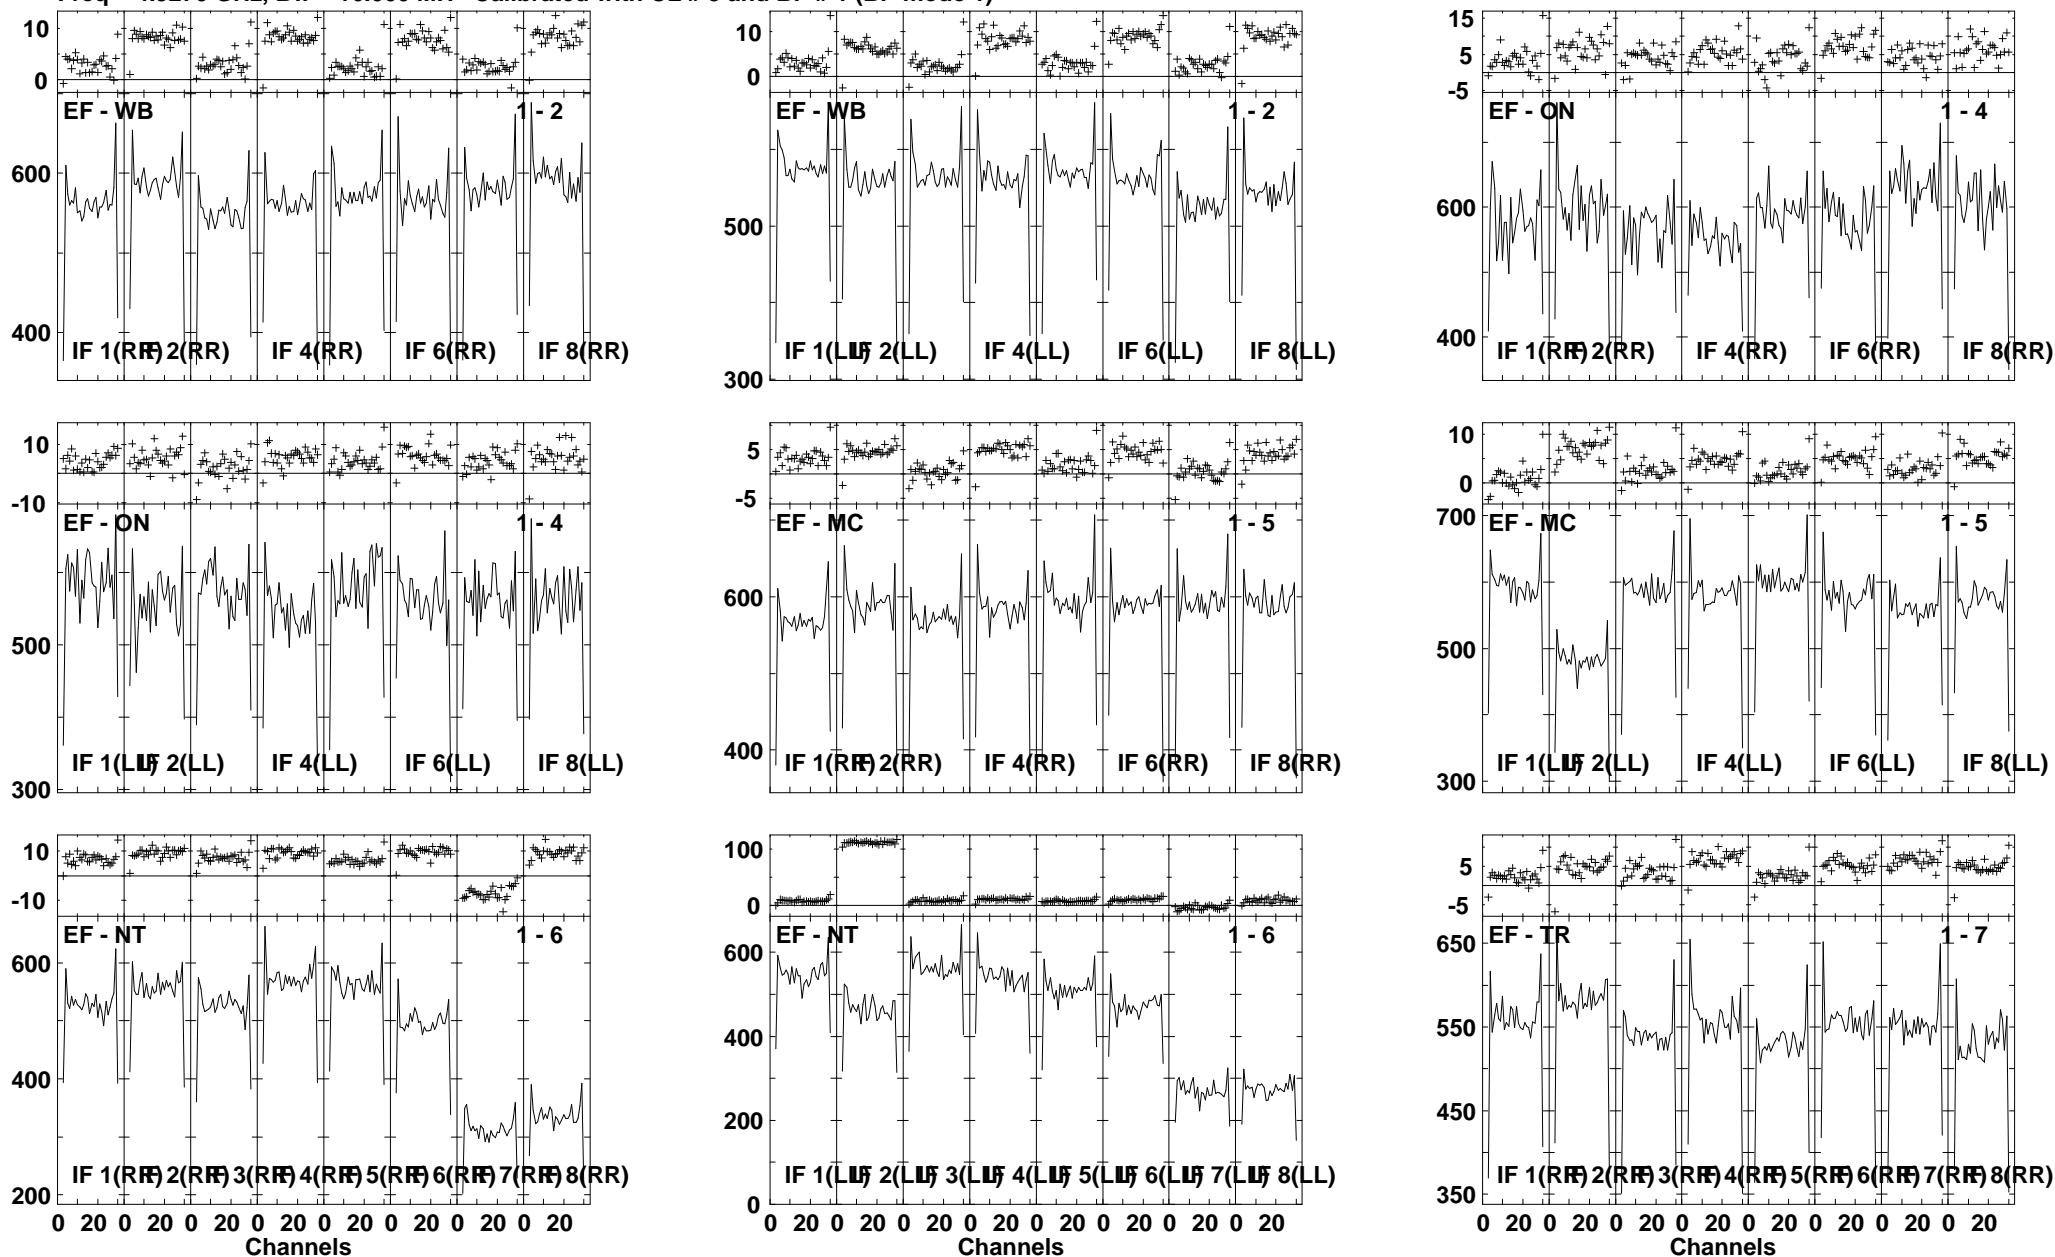 10 0 EF - WB 1 - 2 600 400 IF 1(RR) IF 2(RR) IF 4(RR) IF 6(RR) IF 8(RR)
10 0 EF - WB 1 - 2 500 300 IF 1(LL) IF 2(LL) IF 4(LL) IF 6(LL) IF 8(LL)
15 5 -5 EF - ON 1 - 4 600 400 IF 1(RR) IF 2(RR) IF 4(RR) IF 6(RR) IF 8(RR)
10 -10 EF - ON 1 - 4 500 300 IF 1(LL) IF 2(LL) IF 4(LL) IF 6(LL) IF 8(LL)
5 -5 EF - MC 1 - 5 600 400 IF 1(RR) IF 2(RR) IF 4(RR) IF 6(RR) IF 8(RR)
10 0 700 EF - MC 1 - 5 500 300 IF 1(LL) IF 2(LL) IF 4(LL) IF 6(LL) IF 8(LL)
10 -10 EF - NT 1 - 6 600 400 200 IF 1(RR) IF 2(RR) IF 3(RR) IF 4(RR) IF 5(RR) IF 6(RR) IF 7(RR) IF 8(RR)
0 20 0 20 0 20 0 20 0 20 0 20 0 20 0 20
Channels
100 0 EF - NT 1 - 6 600 400 200 0 IF 1(LL) IF 2(LL) IF 3(LL) IF 4(LL) IF 5(LL) IF 6(LL) IF 7(LL) IF 8(LL)
0 20 0 20 0 20 0 20 0 20 0 20 0 20 0 20
Channels
5 -5 EF - TR 1 - 7 650 550 450 350 IF 1(RR) IF 2(RR) IF 3(RR) IF 4(RR) IF 5(RR) IF 6(RR) IF 7(RR) IF 8(RR)
0 20 0 20 0 20 0 20 0 20 0 20 0 20 0 20
Channels